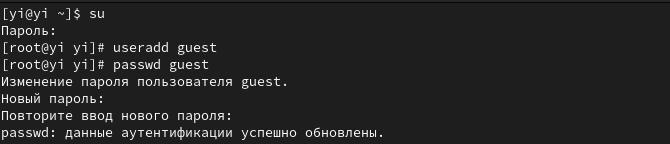 [yi@yi ~]$ su
Пароль:
[root@yi yi]# useradd guest
[root@yi yi]# passwd guest
Изменение пароля пользователя guest.
Новый пароль:
Повторите ввод нового пароля:
passwd: данные аутентификации успешно обновлены.